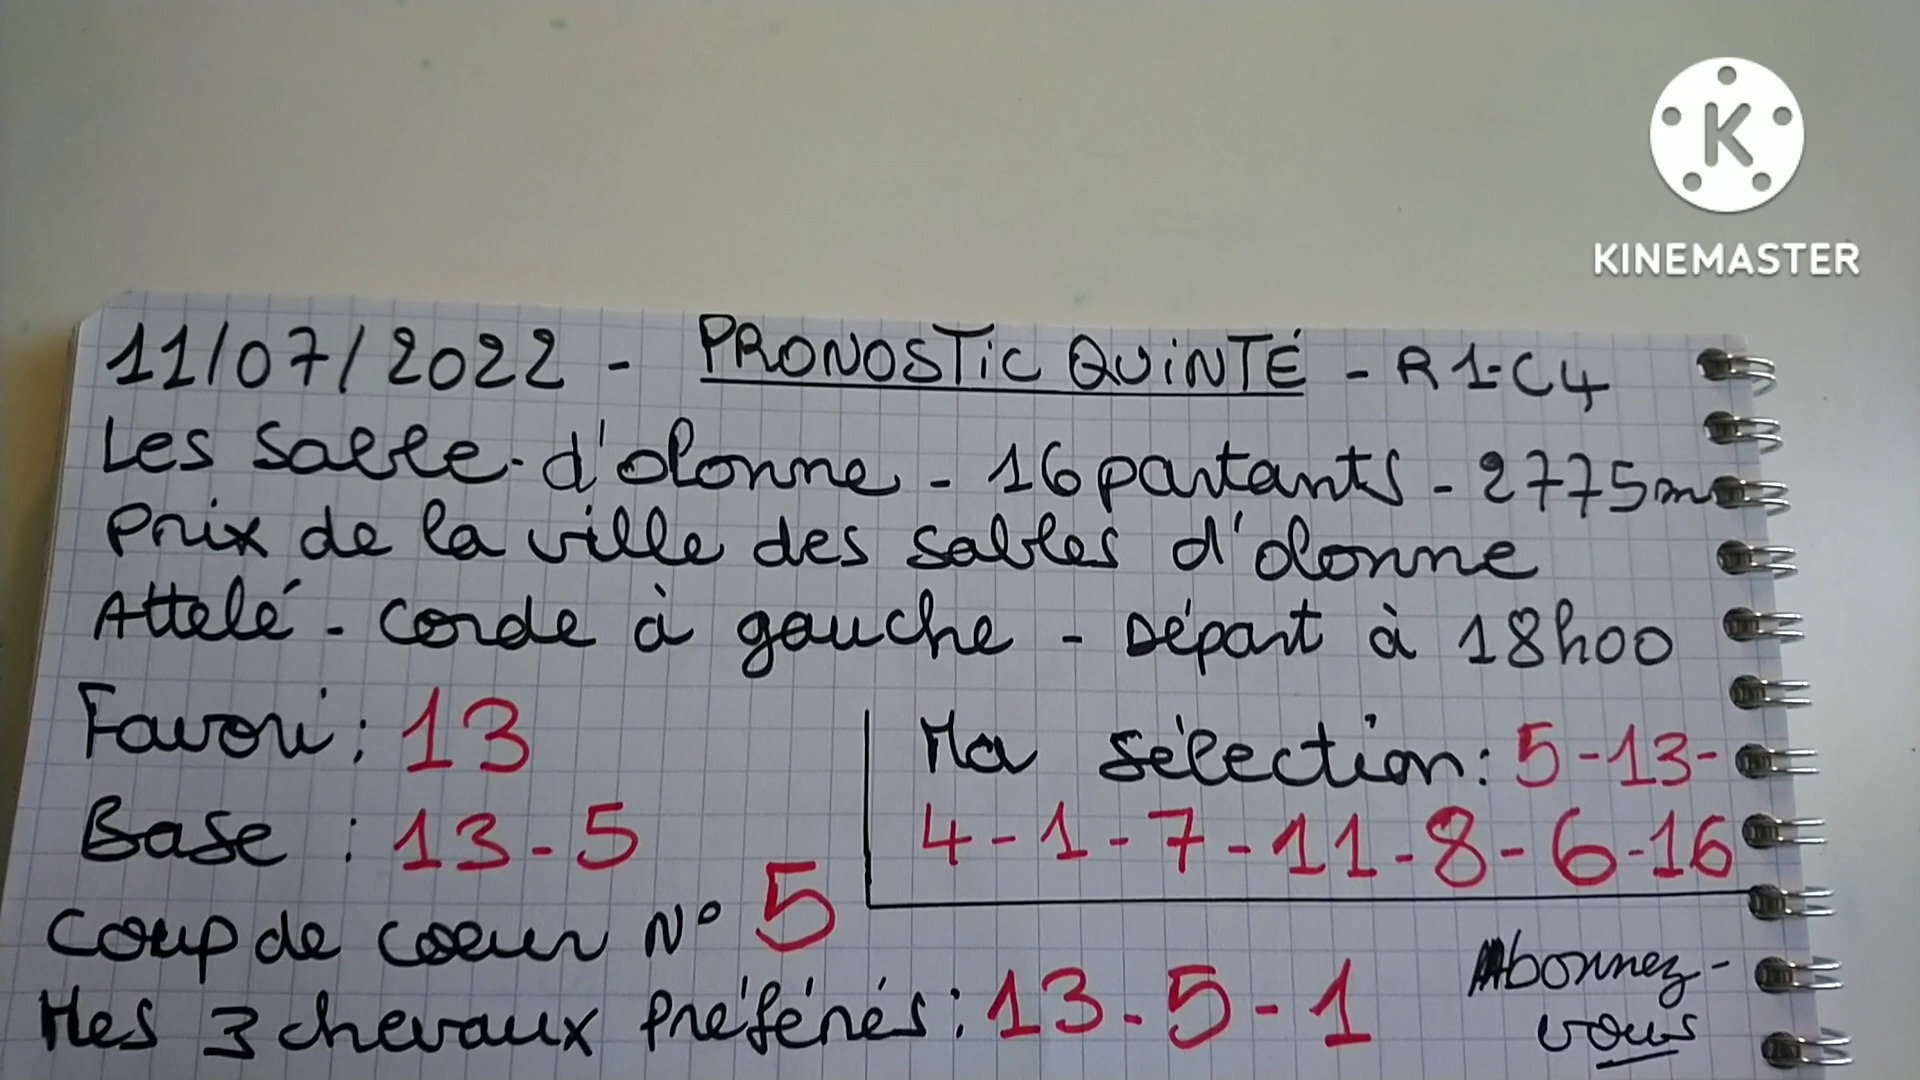 KINEMASTER
11/07/2022 - PRONOSTIC QUINTÉ - R1-C4
Les Sable-d'olonne - 16 partants - 2775m
Prix de la ville des sables d'olonne
Attelé - corde à gauche - Départ à 18h00
Favori : 13
Base : 13-5
Coup de coeur N° 5
Mes 3 chevaux préférés : 13-5-1
Ma sélection : 5-13-
4-1-7-11-8-6-16
Abonnez-
vous